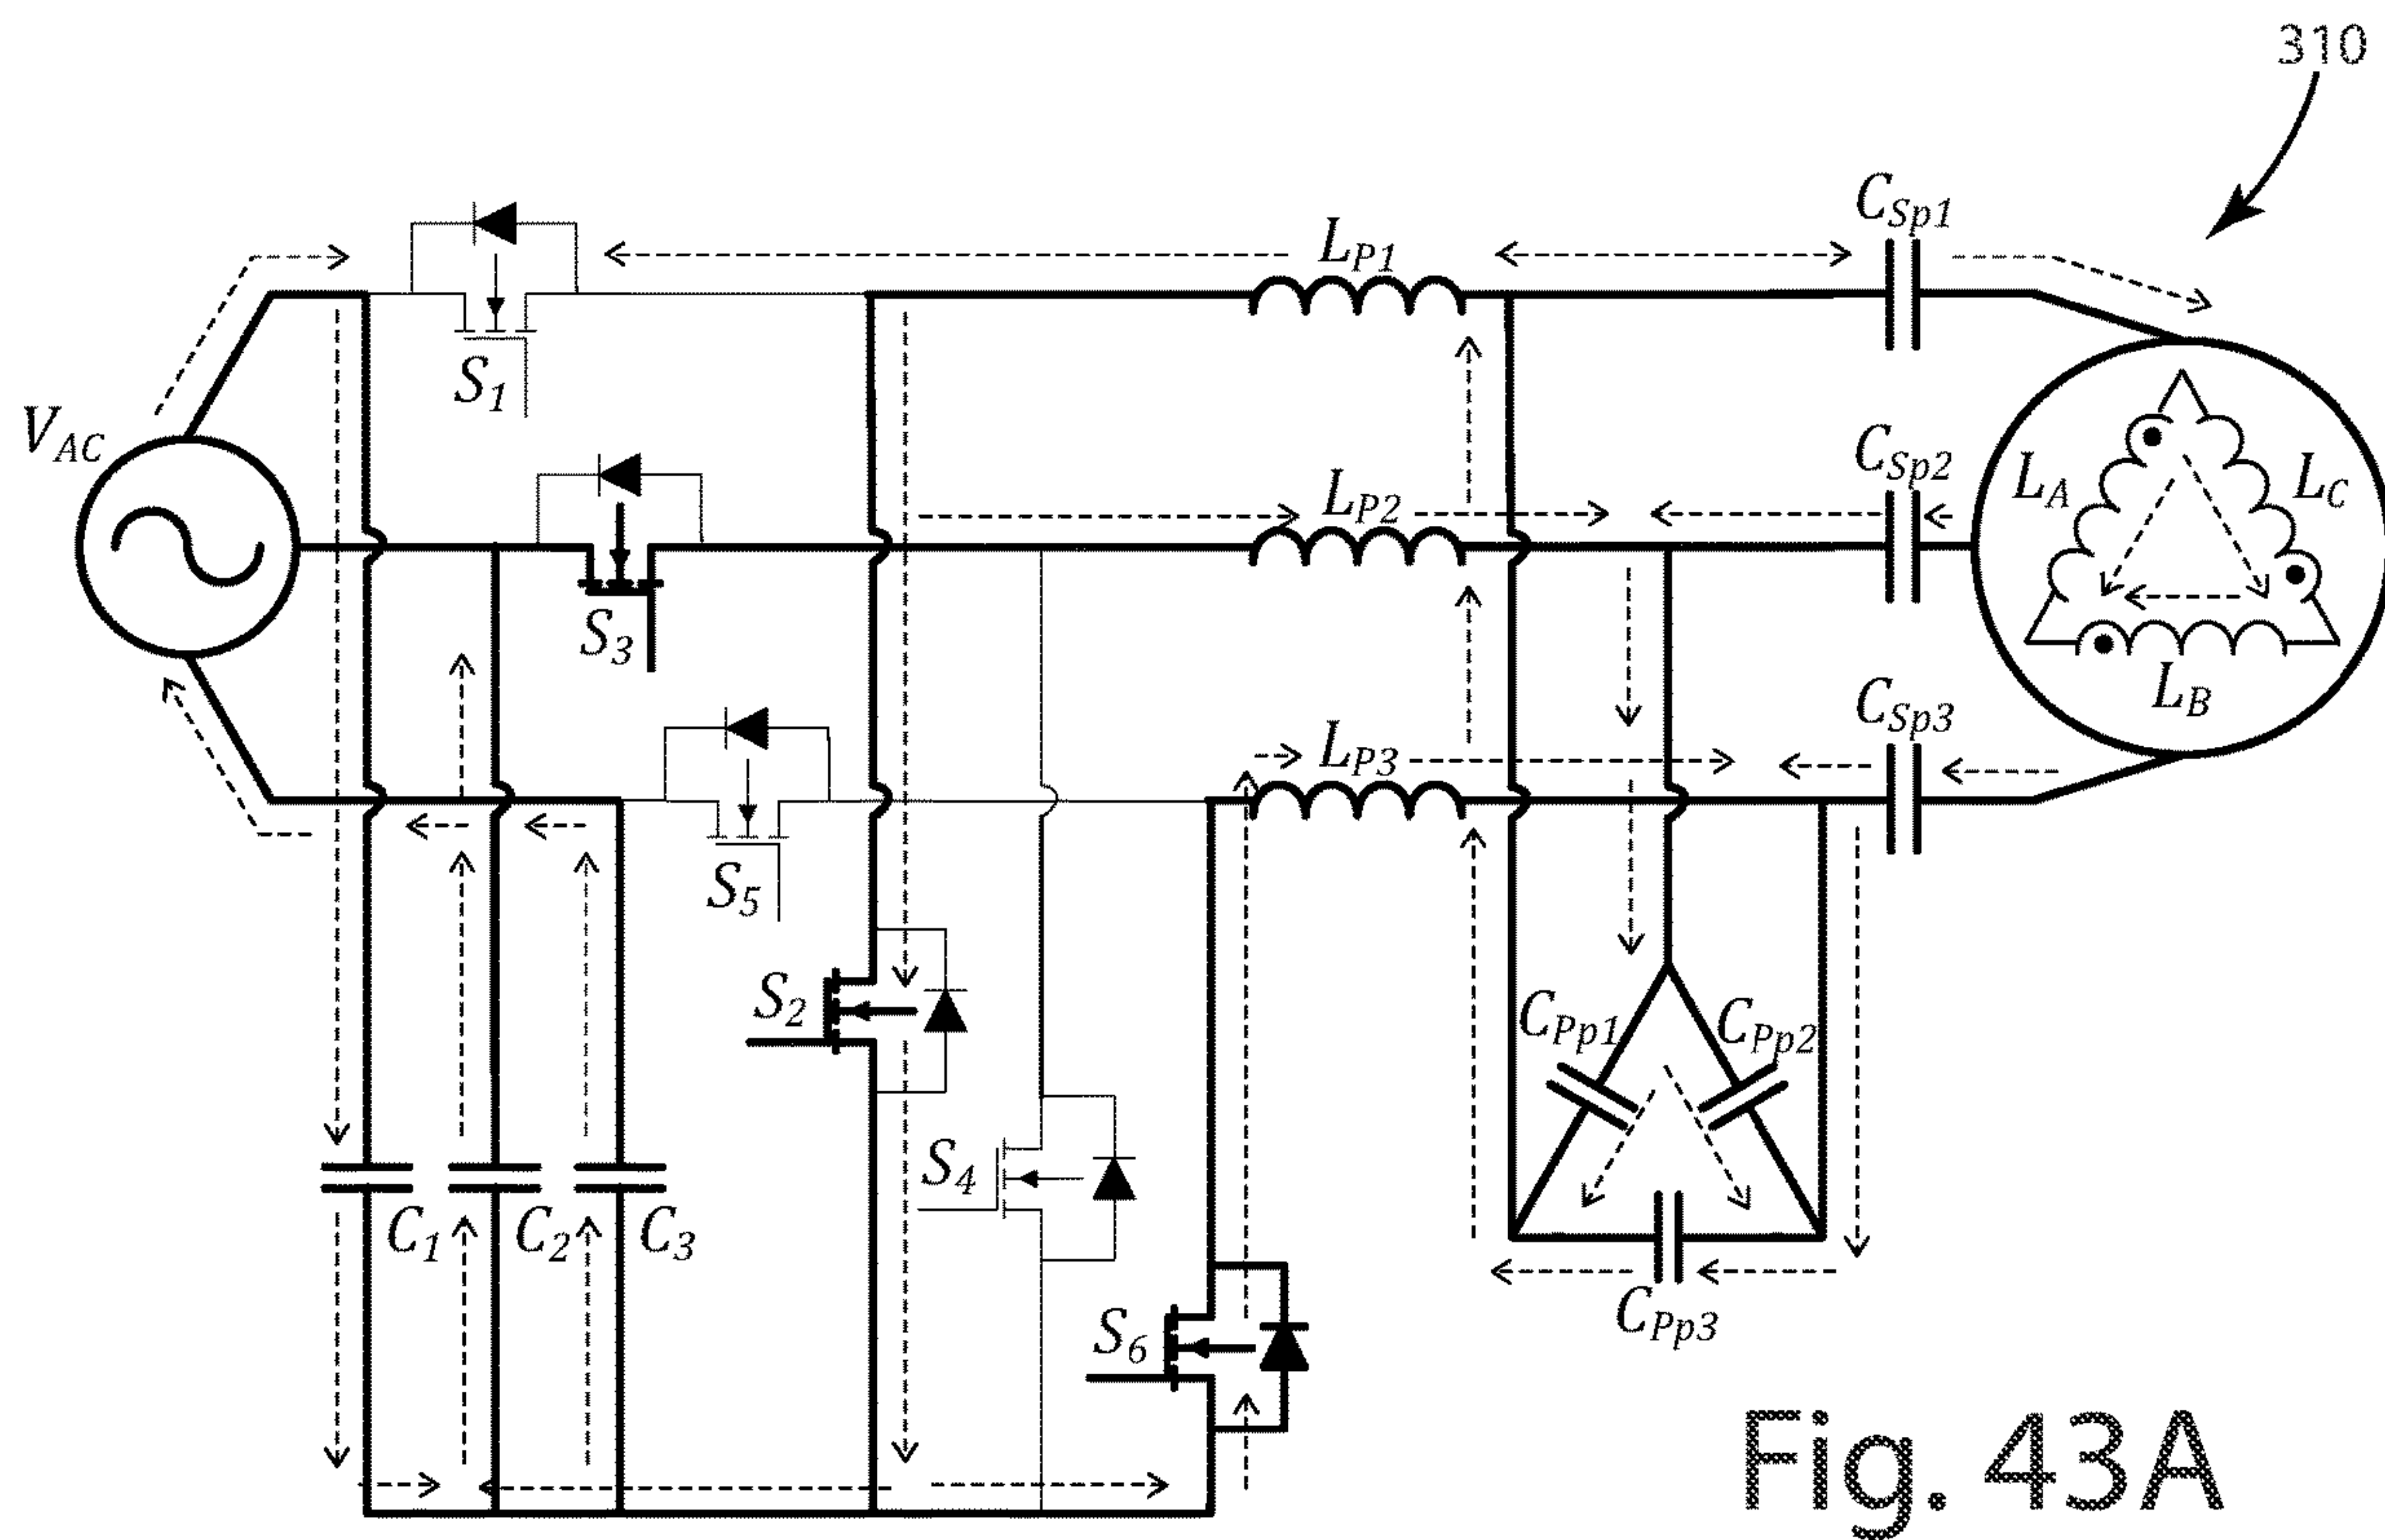 310
C_{Sp1}
L_{P1}
S_1
V_{AC}
C_{Sp2}
L_{P2}
L_A
L_C
S_3
L_B
C_{Sp3}
L_{P3}
S_5
S_2
C_{Pp1}
C_{Pp2}
S_4
C_1
C_2
C_3
C_{Pp3}
S_6
Fig. 43A